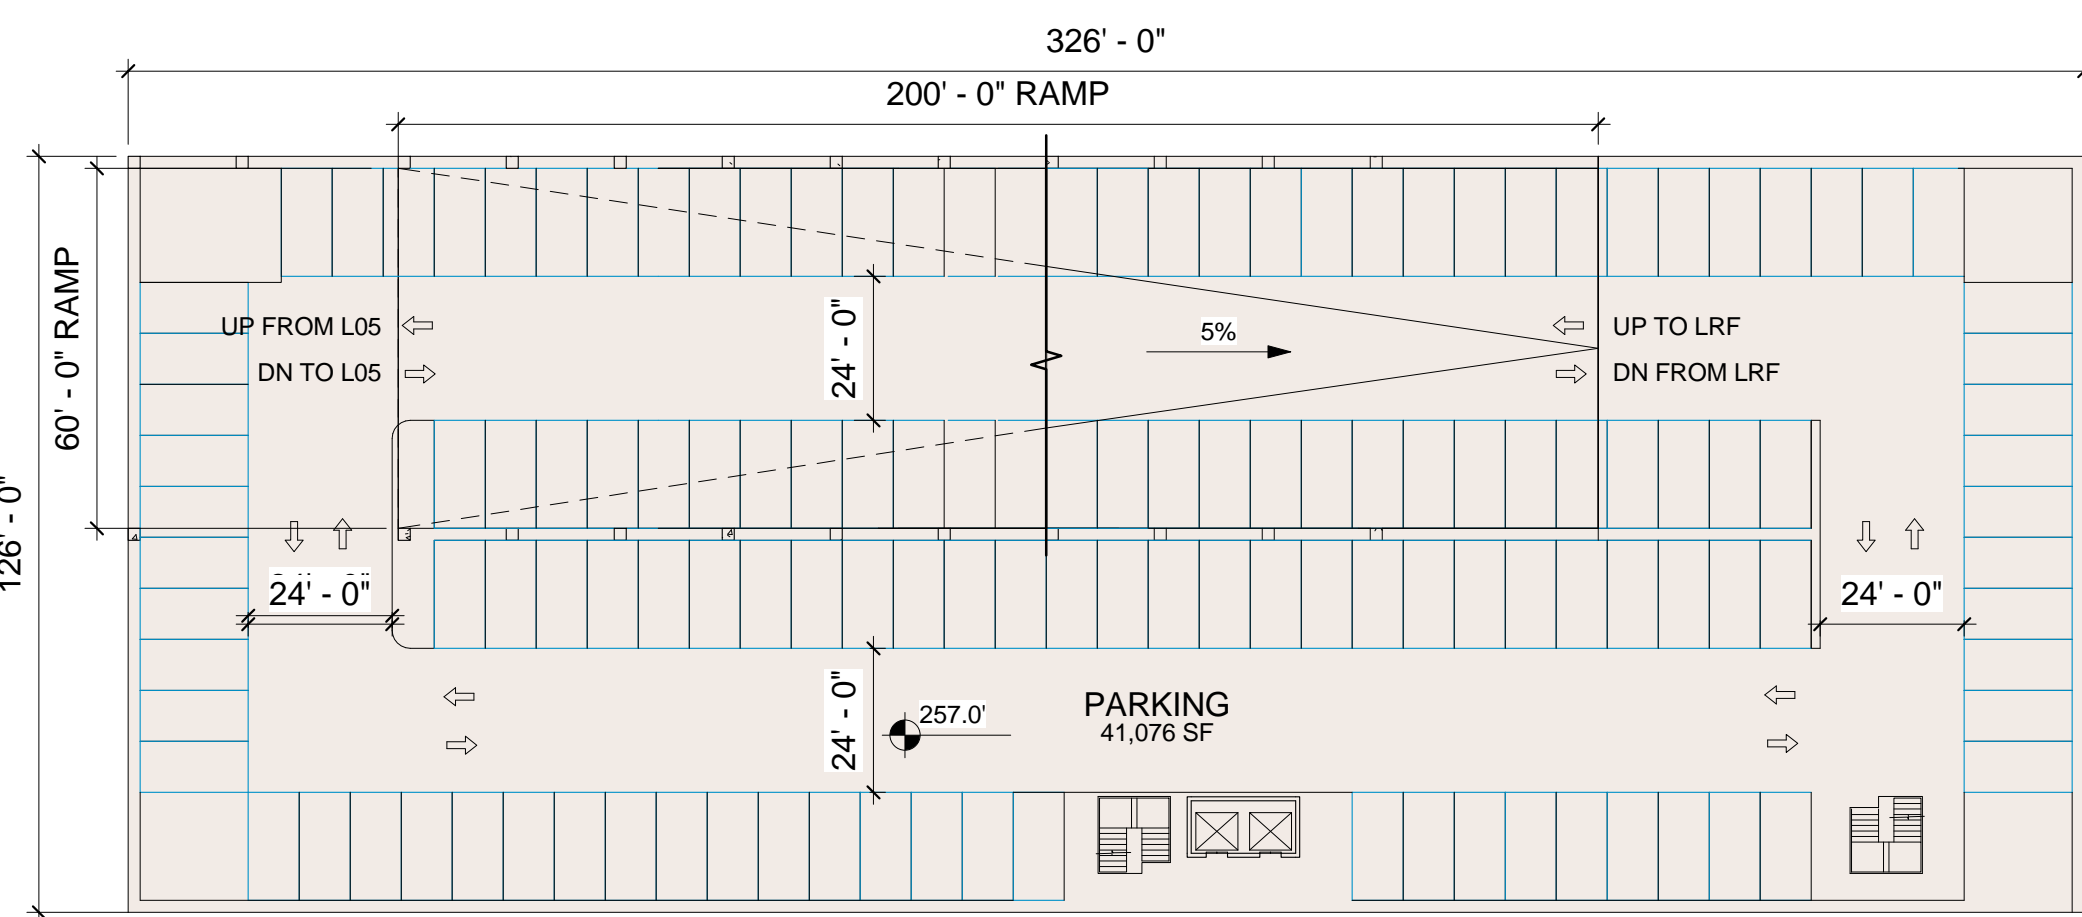 326' - 0"
200' - 0" RAMP
60' - 0" RAMP
126' - 0"
UP FROM L05
DN TO L05
24' - 0"
5%
UP TO LRF
DN FROM LRF
24' - 0"
24' - 0"
24' - 0"
257.0'
PARKING
41,076 SF